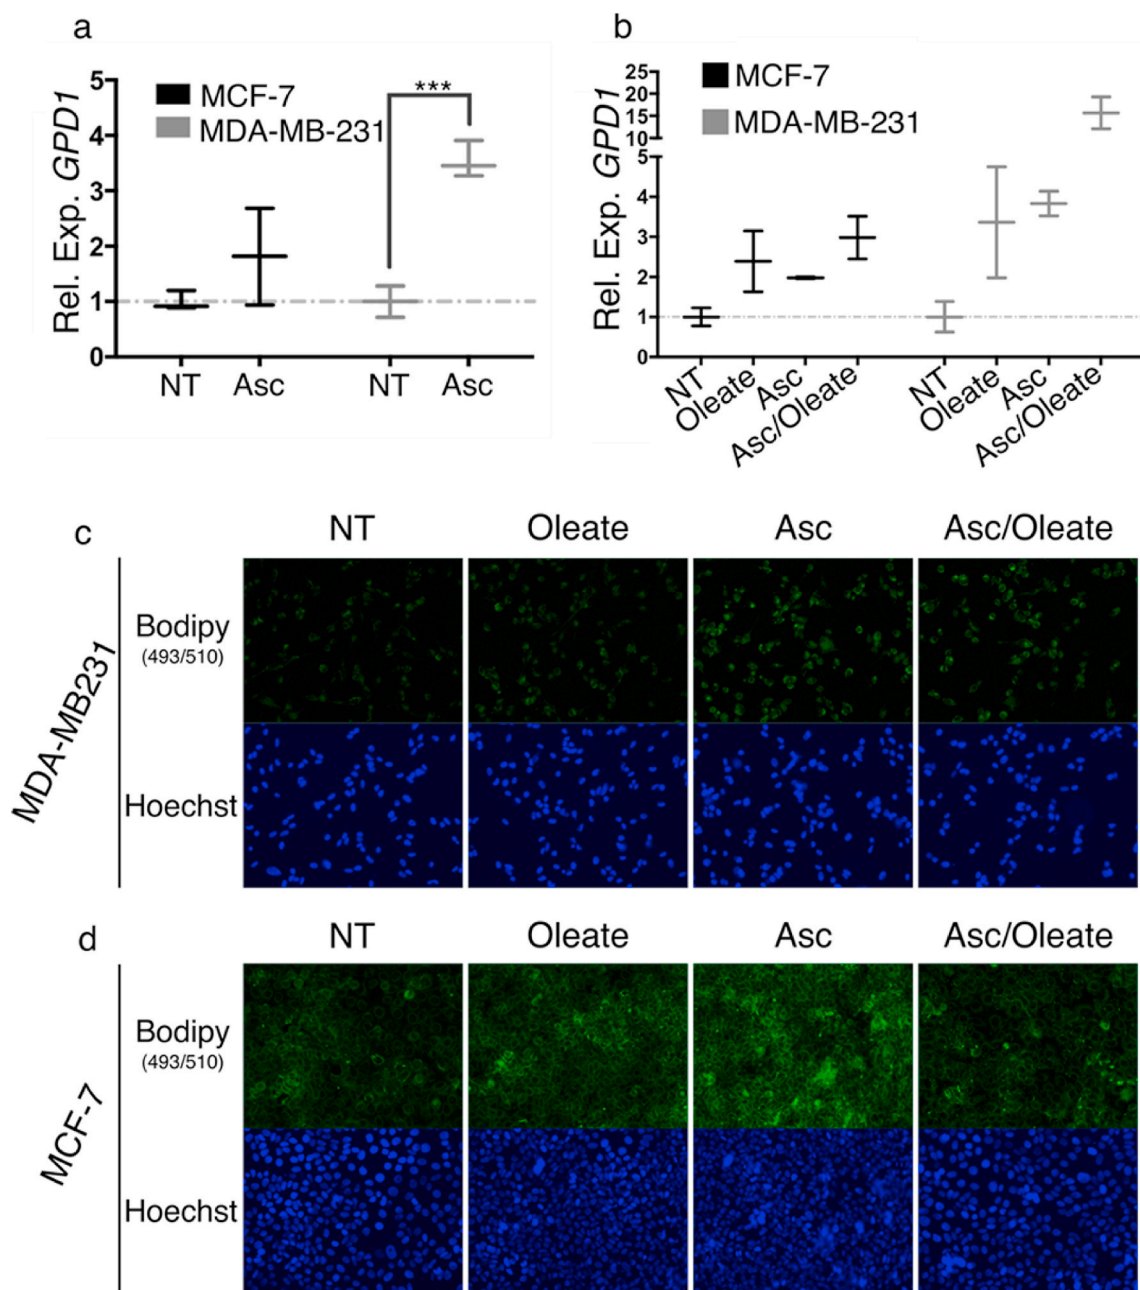 a
5
4
3
2
1
0
Rel. Exp. GPD1
MCF-7
MDA-MB-231
***
NT
Asc
NT
Asc
b
25
20
15
10
5
4
3
2
1
0
Rel. Exp. GPD1
MCF-7
MDA-MB-231
NT
Oleate
Asc
Asc/Oleate
NT
Oleate
Asc
Asc/Oleate
c
NT
Oleate
Asc
Asc/Oleate
MDA-MB231
Bodipy
(493/510)
Hoechst
d
NT
Oleate
Asc
Asc/Oleate
MCF-7
Bodipy
(493/510)
Hoechst